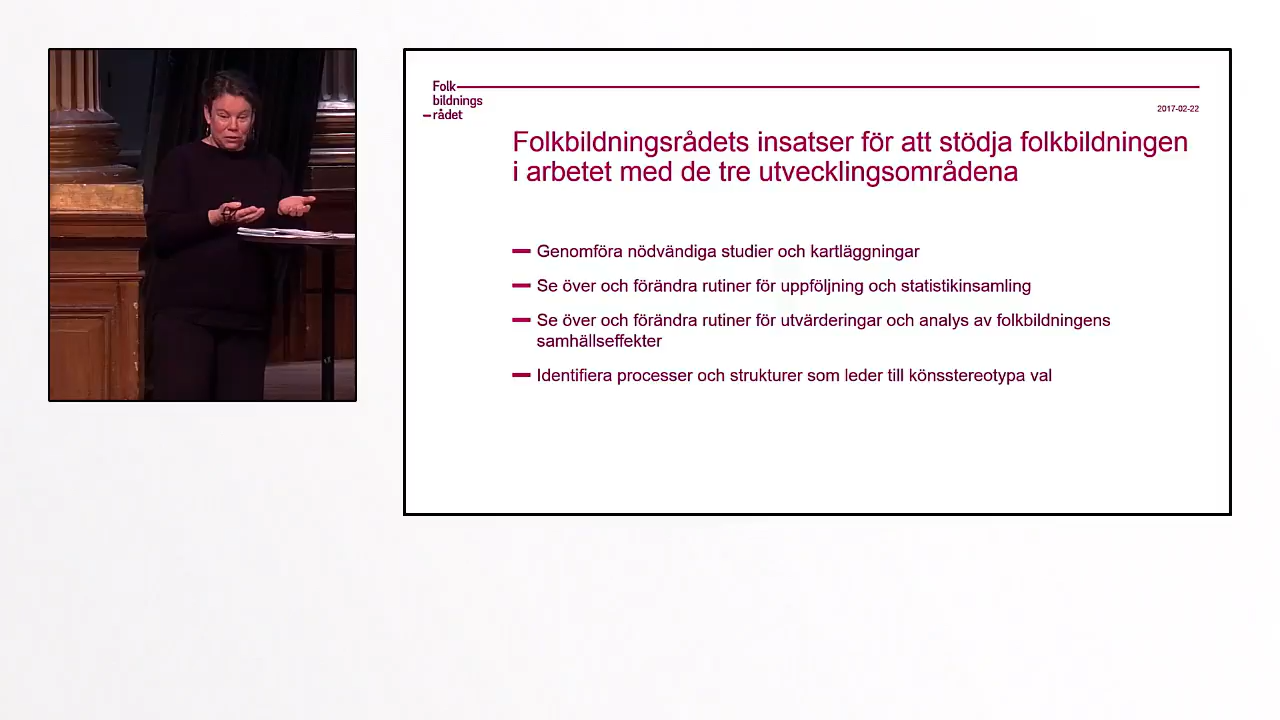 Folk
bildnings
rådet
2017-02-22
Folkbildningsrådets insatser för att stödja folkbildningen
i arbetet med de tre utvecklingsområdena
Genomföra nödvändiga studier och kartläggningar
Se över och förändra rutiner för uppföljning och statistikinsamling
Se över och förändra rutiner för utvärderingar och analys av folkbildningens
samhällseffekter
Identifiera processer och strukturer som leder till könsstereotypa val